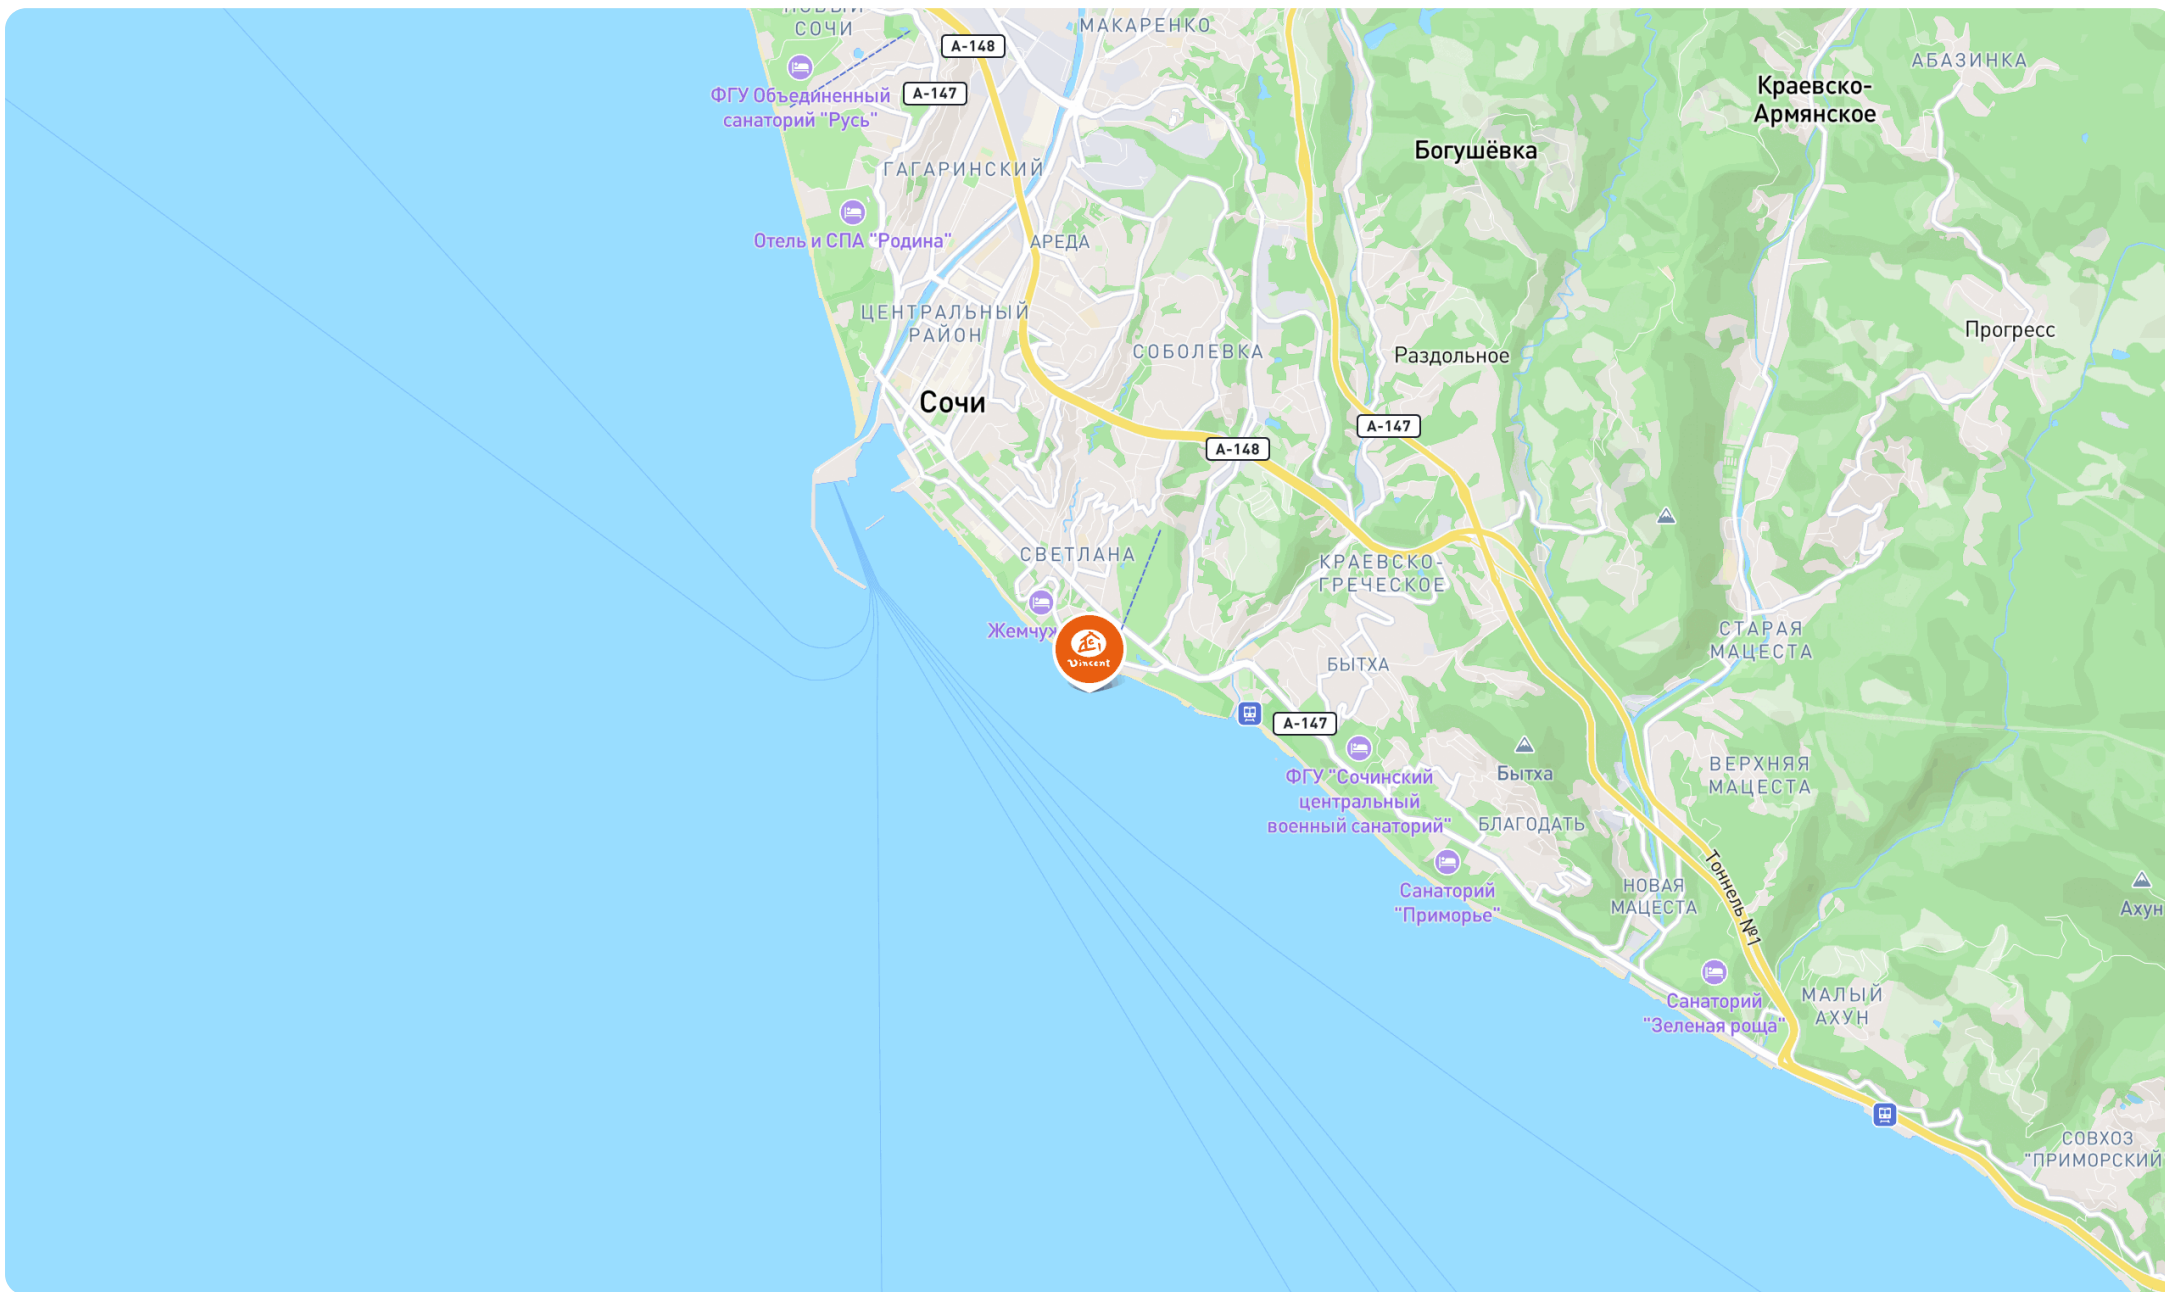 НОВЫЙ
СОЧИ
МАКАРЕНКО
А-148
А-147
ФГУ Объединенный
санаторий "Русь"
АБАЗИНКА
Краевско-
Армянское
Богушёвка
ГАГАРИНСКИЙ
Отель и СПА "Родина"
АРЕДА
ЦЕНТРАЛЬНЫЙ
РАЙОН
СОБОЛЕВКА
Раздольное
Прогресс
Сочи
А-147
А-148
СВЕТЛАНА
КРАЕВСКО-
ГРЕЧЕСКОЕ
Жемчуж
Vincent
БЫТХА
СТАРАЯ
МАЦЕСТА
А-147
ФГУ "Сочинский
центральный
военный санаторий"
Бытха
ВЕРХНЯЯ
МАЦЕСТА
БЛАГОДАТЬ
Санаторий
"Приморье"
НОВАЯ
МАЦЕСТА
Тоннель №1
Ахун
Санаторий
"Зеленая роща"
МАЛЫЙ
АХУН
СОВХОЗ
"ПРИМОРСКИЙ